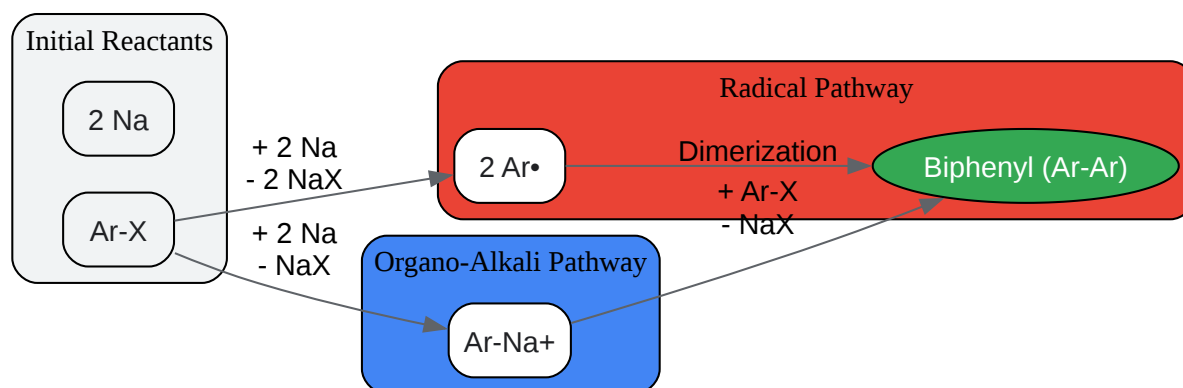 Initial Reactants
2 Na
Ar-X
+ 2 Na
- 2 NaX
+ 2 Na
- NaX
Radical Pathway
2 Ar•
Dimerization
Biphenyl (Ar-Ar)
+ Ar-X
- NaX
Organo-Alkali Pathway
Ar-Na+